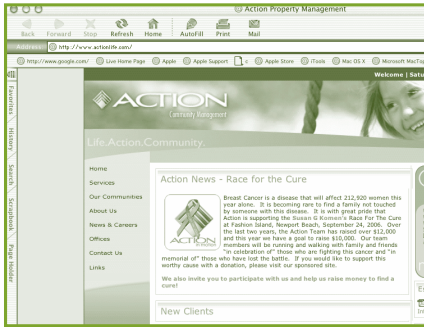 Action Property Management
Back Forward Stop Refresh Home AutoFill Print Mail
Address http://www.actionlife.com/
http://www.google.com/ Live Home Page Apple Apple Support c Apple Store iTools Mac OS X Microsoft MacTop
Welcome | Satu
ACTION
Community Management
Life.Action.Community.
Favorites
History
Search
Scrapbook
Page Holder
Home
Services
Our Communities
About Us
News & Careers
Offices
Contact Us
Links
Action News - Race for the Cure
ACTION
Breast Cancer is a disease that will affect 212,920 women this
year alone. It is becoming rare to find a family not touched
by someone with this disease. It is with great pride that
Action is supporting the Susan G Komen's Race For The Cure
at Fashion Island, Newport Beach, September 24, 2006. Over
the last two years, the Action Team has raised over $12,000
and this year we have a goal to raise $10,000. Our team
members will be running and walking with family and friends
"in celebration of" those who are fighting this cancer and "in
memorial of" those who have lost the battle. If you would like to support this
worthy cause with a donation, please visit our sponsored site.
We also invite you to participate with us and help us raise money to find a
cure!
New Clients